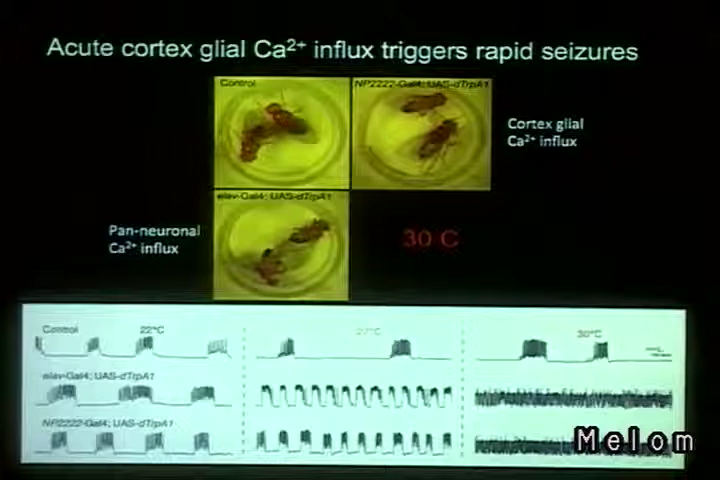 Acute cortex glial Ca²⁺ influx triggers rapid seizures
Control
NP2222-Gal4; UAS-dTrpA1
Cortex glial
Ca²⁺ influx
elav-Gal4; UAS-dTrpA1
Pan-neuronal
Ca²⁺ influx
30 C
Control
22°C
27°C
30°C
elav-Gal4; UAS-dTrpA1
NP2222-Gal4; UAS-dTrpA1
Melom